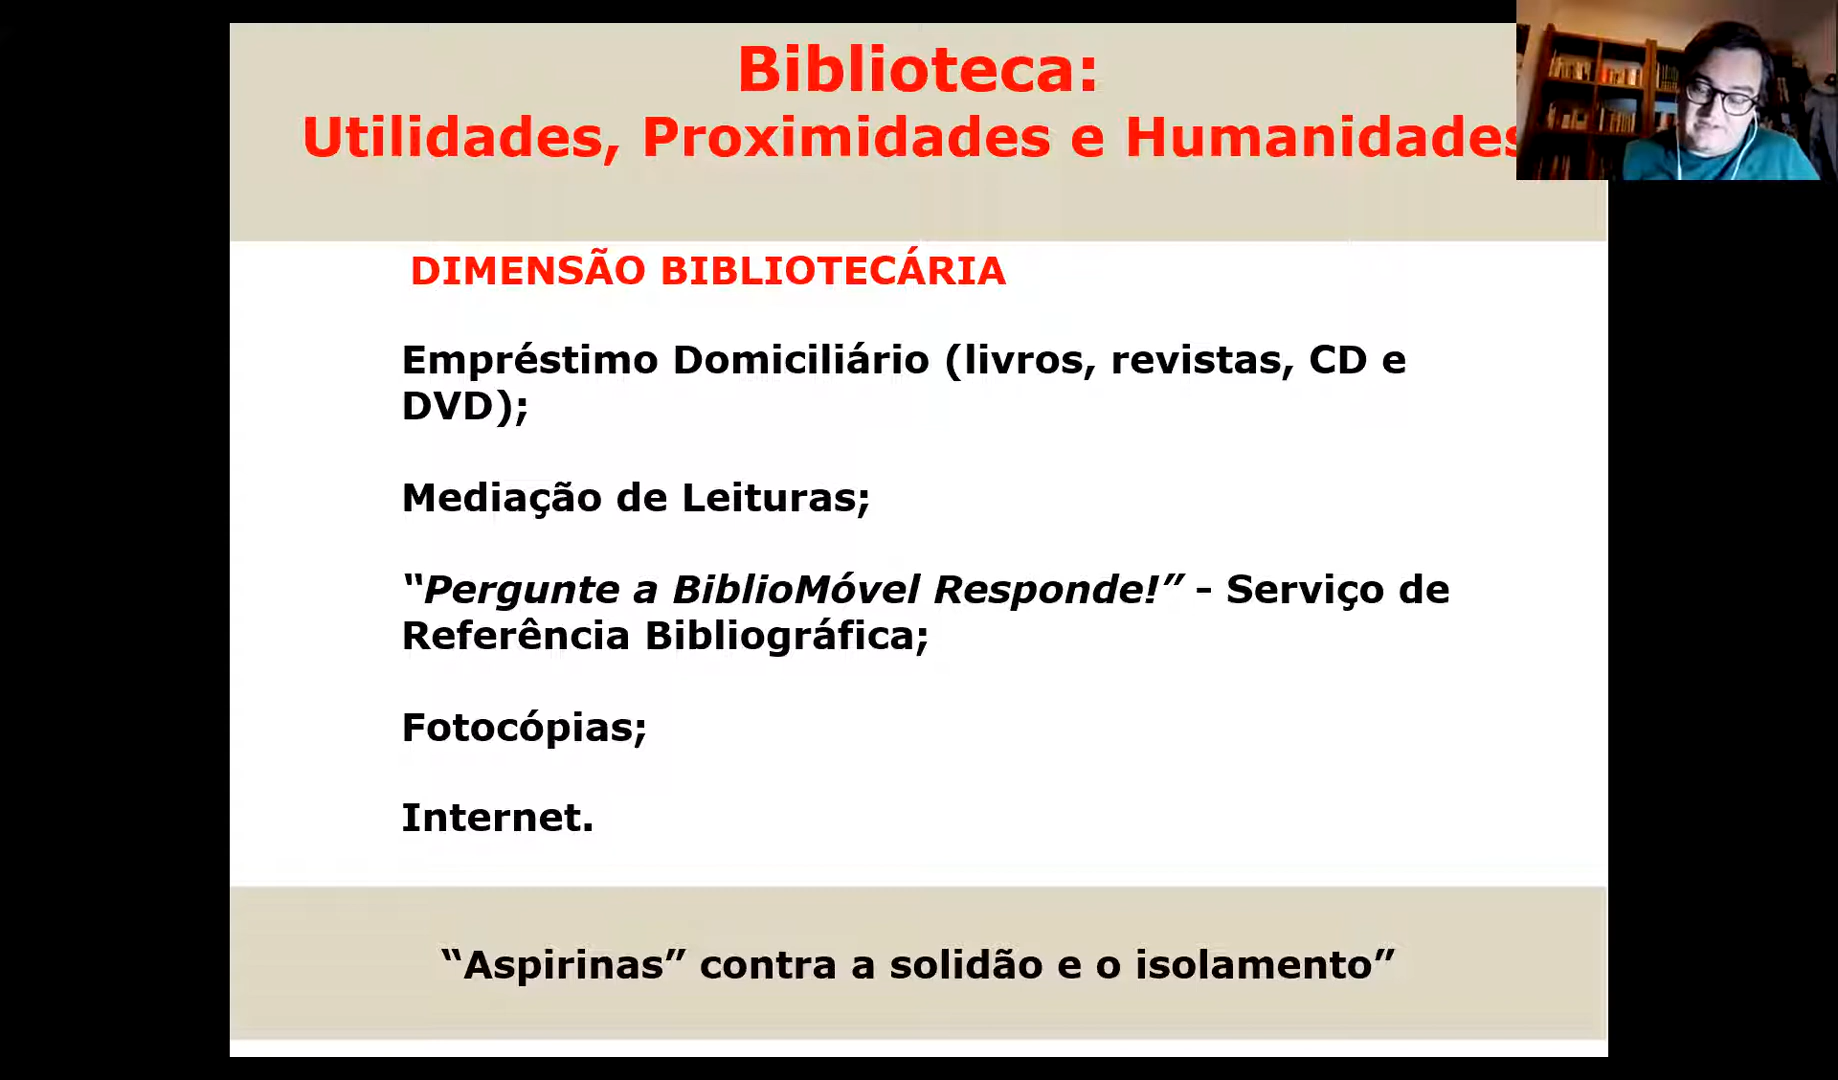 Biblioteca:
Utilidades, Proximidades e Humanidades
DIMENSÃO BIBLIOTECÁRIA
Empréstimo Domiciliário (livros, revistas, CD e
DVD);
Mediação de Leituras;
“Pergunte a BiblioMóvel Responde!” - Serviço de
Referência Bibliográfica;
Fotocópias;
Internet.
“Aspirinas” contra a solidão e o isolamento”